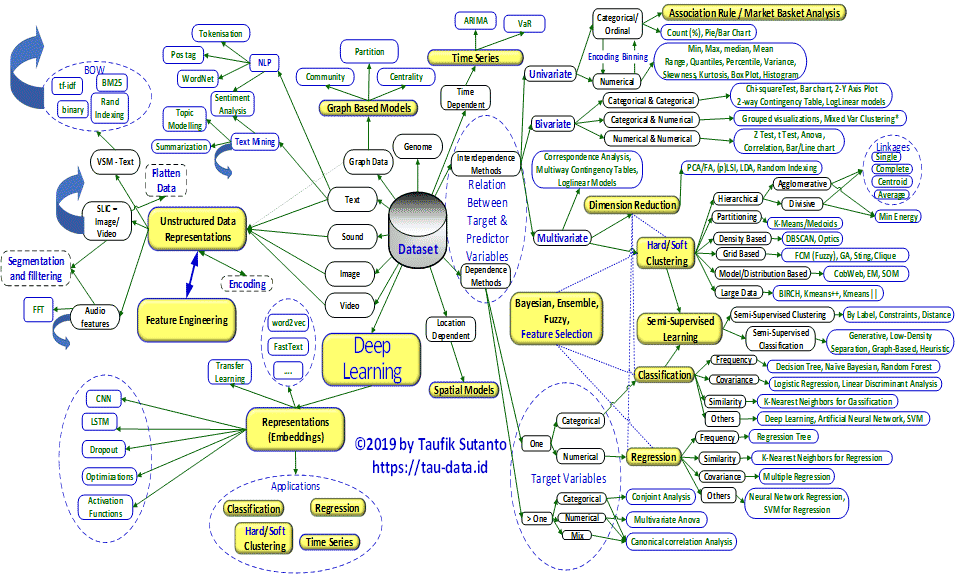 Tokenisation
Pos tag
WordNet
NLP
Sentiment
Analysis
Topic
Modelling
Summarization
Text Mining
BOW
tf-idf
BM25
binary
Rand
Indexing
VSM - Text
SLIC –
Image/
Video
Flatten
Data
Segmentation
and filltering
FFT
Audio
features
Unstructured Data
Representations
Feature Engineering
Encoding
Partition
Community
Centrality
Graph Based Models
Graph Data
Genome
Text
Sound
Image
Video
Dataset
ARIMA
VaR
Time Series
Time
Dependent
Location
Dependent
Spatial Models
Deep
Learning
word2vec
FastText
....
Transfer
Learning
Representations
(Embeddings)
CNN
LSTM
Dropout
Optimizations
Activation
Functions
Applications
Classification
Regression
Hard/Soft
Clustering
Time Series
©2019 by Taufik Sutanto
https://tau-data.id
Interdependence
Methods
Relation
Between
Target &
Predictor
Variables
Dependence
Methods
Univariate
Categorical/
Ordinal
Encoding
Binning
Numerical
Association Rule / Market Basket Analysis
Count (%), Pie/Bar Chart
Min, Max, median, Mean
Range, Quantiles, Percentile, Variance,
Skewness, Kurtosis, Box Plot, Histogram
Bivariate
Categorical & Categorical
Categorical & Numerical
Numerical & Numerical
Chi-squareTest, Bar chart, 2-Y Axis Plot
2-way Contingency Table, LogLinear models
Grouped visualizations, Mixed Var Clustering*
Z Test, t Test, Anova,
Correlation, Bar/Line chart
Multivariate
Correspondence Analysis,
Multiway Contingency Tables,
Loglinear Models
Dimension Reduction
PCA/FA, (p)LSI, LDA, Random Indexing
Hard/Soft
Clustering
Hierarchical
Agglomerative
Divisive
Linkages
Single
Complete
Centroid
Average
Min Energy
Partitioning
K-Means/Medoids
Density Based
DBSCAN, Optics
Grid Based
FCM (Fuzzy), GA, Sting, Clique
Model/Distribution Based
CobWeb, EM, SOM
Large Data
BIRCH, Kmeans++, Kmeans||
Bayesian, Ensemble,
Fuzzy,
Feature Selection
Semi-Supervised
Learning
Semi-Supervised Clustering
By Label, Constraints, Distance
Semi-Supervised
Classification
Generative, Low-Density
Separation, Graph-Based, Heuristic
Classification
Frequency
Decision Tree, Naïve Bayesian, Random Forest
Covariance
Logistic Regression, Linear Discriminant Analysis
Similarity
K-Nearest Neighbors for Classification
Others
Deep Learning, Artificial Neural Network, SVM
Regression
Frequency
Regression Tree
Similarity
K-Nearest Neighbors for Regression
Covariance
Multiple Regression
Others
Neural Network Regression,
SVM for Regression
One
Categorical
Numerical
Target Variables
> One
Categorical
Numerical
Mix
Conjoint Analysis
Multivariate Anova
Canonical correlation Analysis